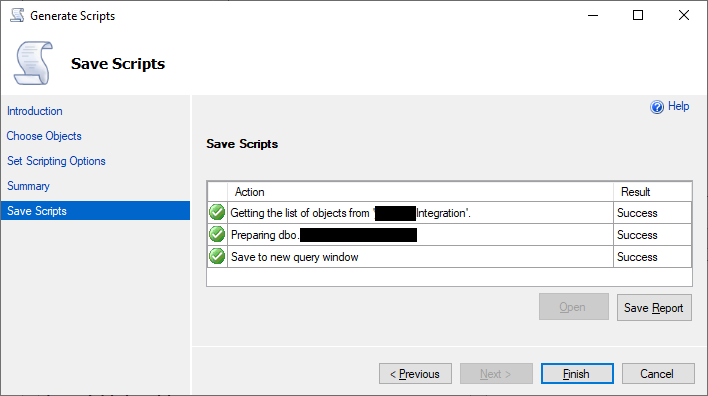 Generate Scripts
Save Scripts
Help
Introduction
Choose Objects
Set Scripting Options
Summary
Save Scripts
Save Scripts
Action Result
Getting the list of objects from 'Integration'. Success
Preparing dbo. Success
Save to new query window Success
Open Save Report
< Previous Next > Finish Cancel